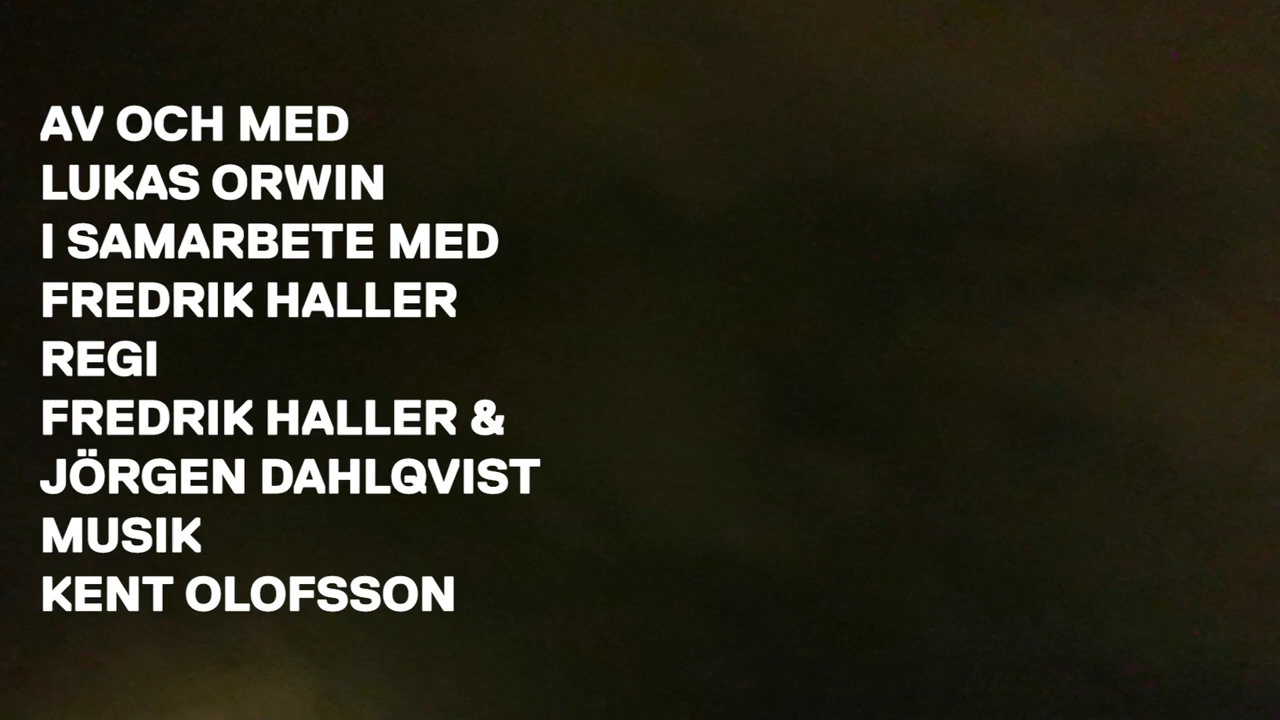 AV OCH MED
LUKAS ORWIN
I SAMARBETE MED
FREDRIK HALLER
REGI
FREDRIK HALLER &
JÖRGEN DAHLQVIST
MUSIK
KENT OLOFSSON